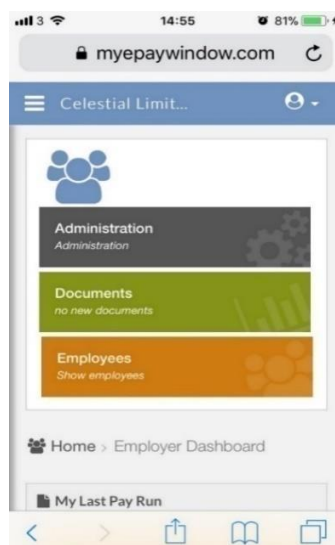 3 14:55 81%
myepaywindow.com
Celestial Limit...
Administration
Administration
Documents
no new documents
Employees
Show employees
Home > Employer Dashboard
My Last Pay Run